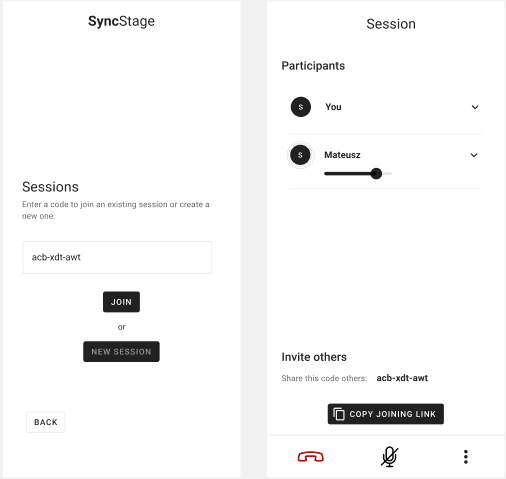 SyncStage
Sessions
Enter a code to join an existing session or create a
new one.
acb-xdt-awt
JOIN
or
NEW SESSION
BACK
Session
Participants
S
You
S
Mateusz
Invite others
Share this code others: acb-xdt-awt
COPY JOINING LINK